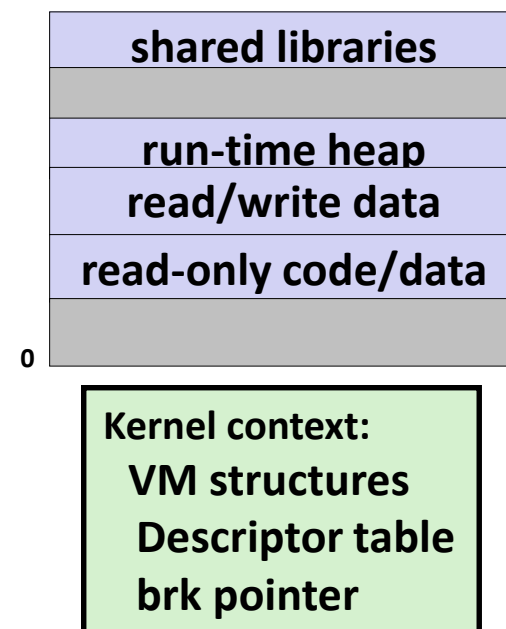 shared libraries
run-time heap
read/write data
read-only code/data
0
Kernel context:
VM structures
Descriptor table
brk pointer